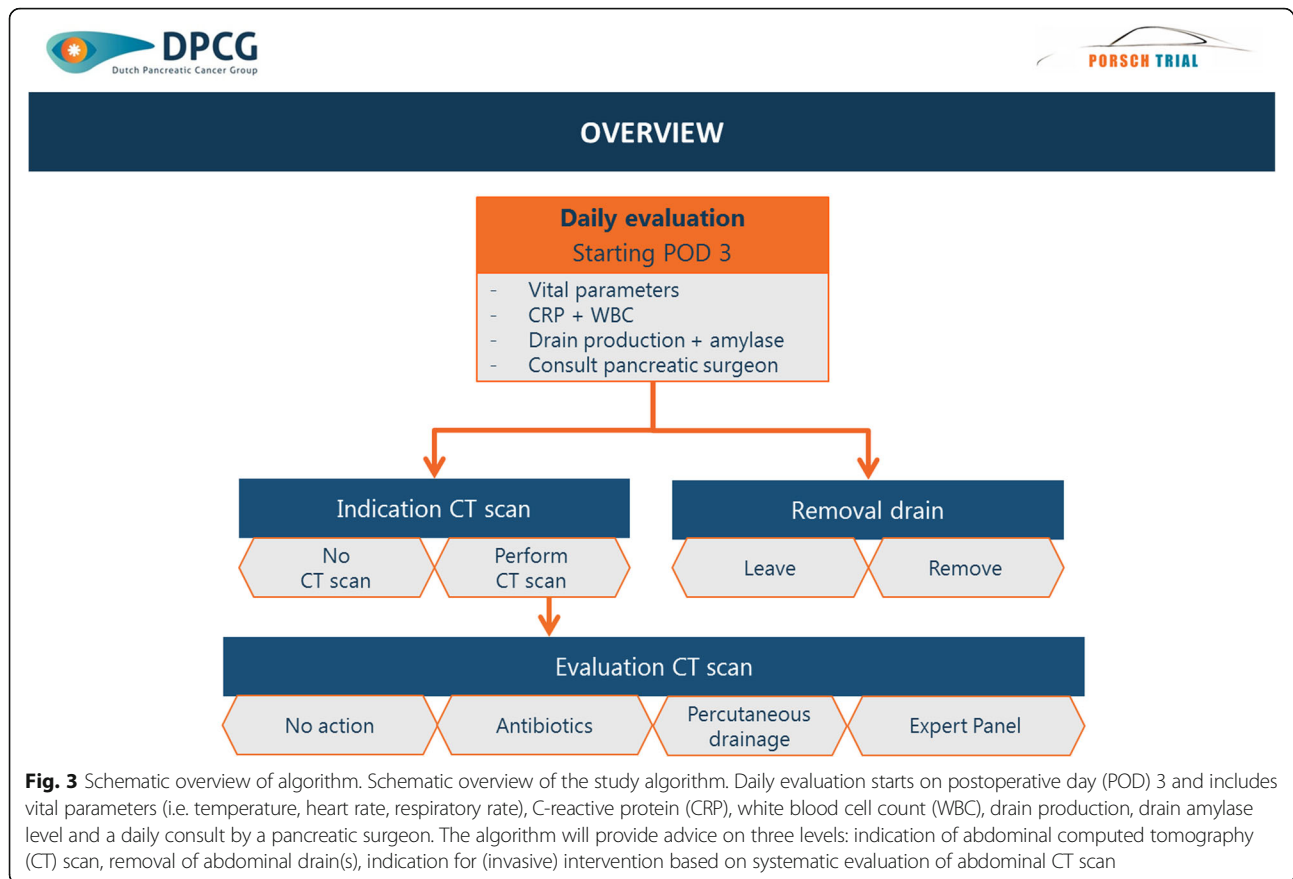 DPCG
Dutch Pancreatic Cancer Group
PORSCH TRIAL
OVERVIEW
Daily evaluation
Starting POD 3
- Vital parameters
- CRP + WBC
- Drain production + amylase
- Consult pancreatic surgeon
Indication CT scan
No
CT scan
Perform
CT scan
Removal drain
Leave
Remove
Evaluation CT scan
No action
Antibiotics
Percutaneous
drainage
Expert Panel
Fig. 3 Schematic overview of algorithm. Schematic overview of the study algorithm. Daily evaluation starts on postoperative day (POD) 3 and includes
vital parameters (i.e. temperature, heart rate, respiratory rate), C-reactive protein (CRP), white blood cell count (WBC), drain production, drain amylase
level and a daily consult by a pancreatic surgeon. The algorithm will provide advice on three levels: indication of abdominal computed tomography
(CT) scan, removal of abdominal drain(s), indication for (invasive) intervention based on systematic evaluation of abdominal CT scan